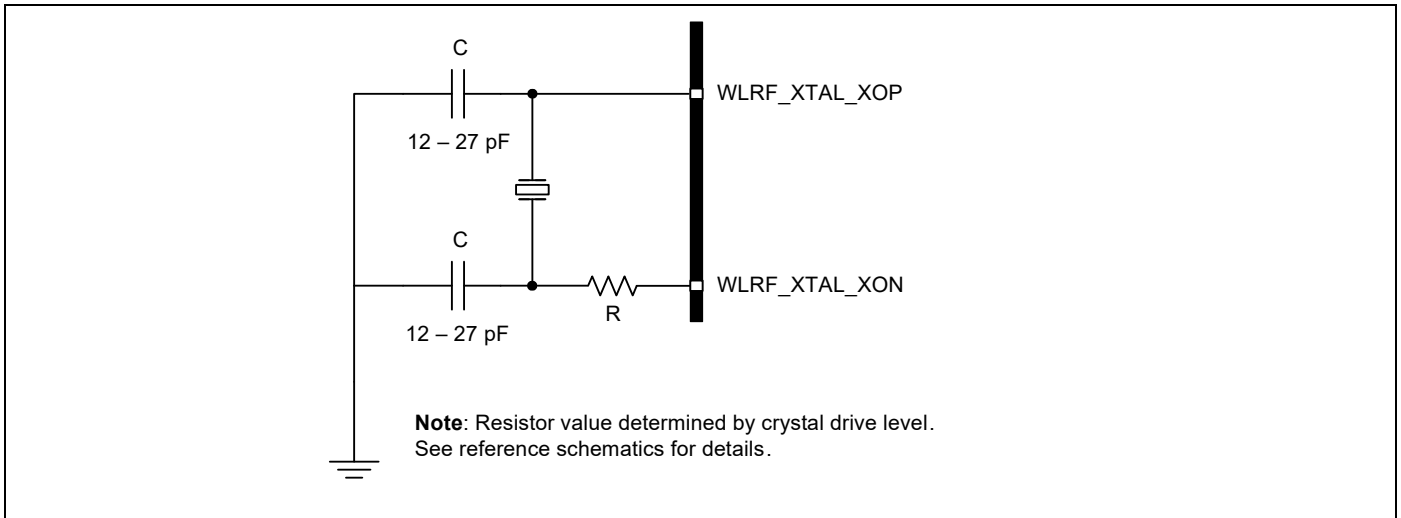 C
WLRF_XTAL_XOP
12 – 27 pF
C
WLRF_XTAL_XON
R
12 – 27 pF
Note: Resistor value determined by crystal drive level.
See reference schematics for details.